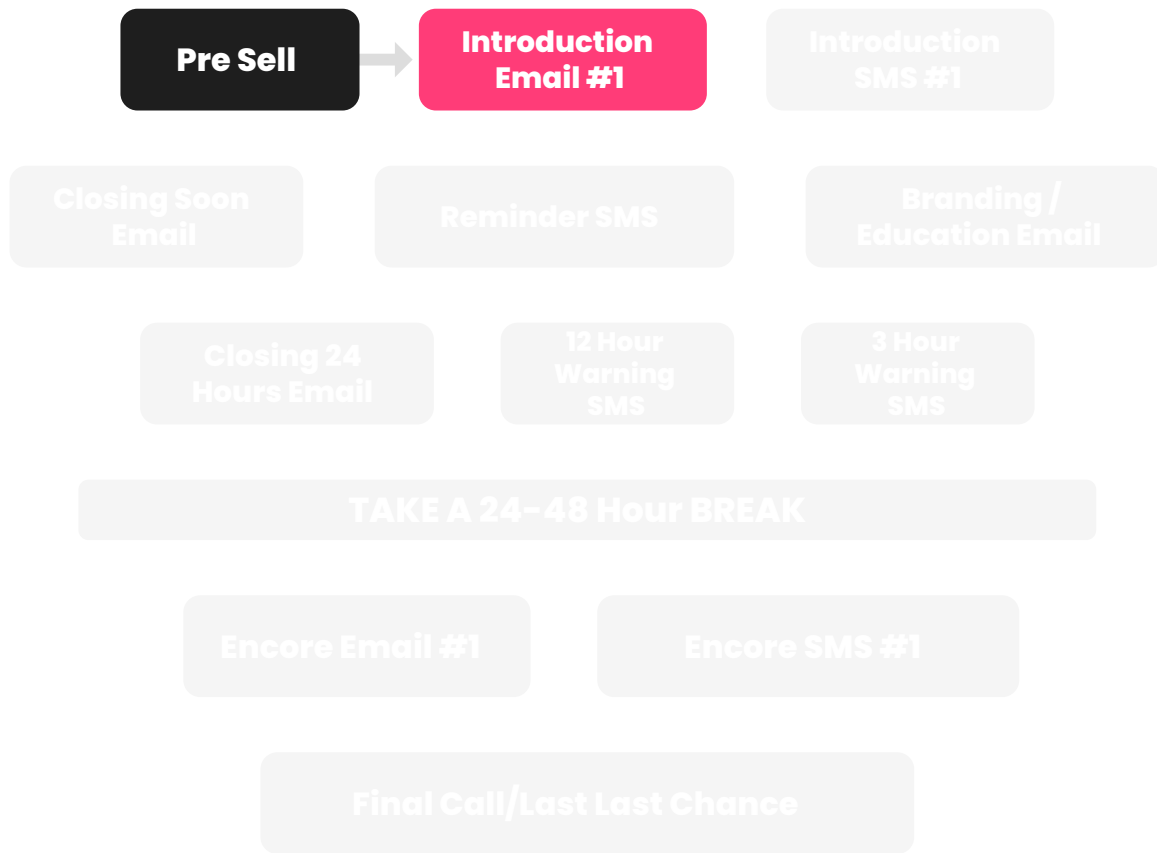 Pre Sell
Introduction
Email #1
Introduction
SMS #1
Closing Soon
Email
Reminder SMS
Branding /
Education Email
Closing 24
Hours Email
12 Hour
Warning
SMS
3 Hour
Warning
SMS
TAKE A 24-48 Hour BREAK
Encore Email #1
Encore SMS #1
Final Call/Last Last Chance